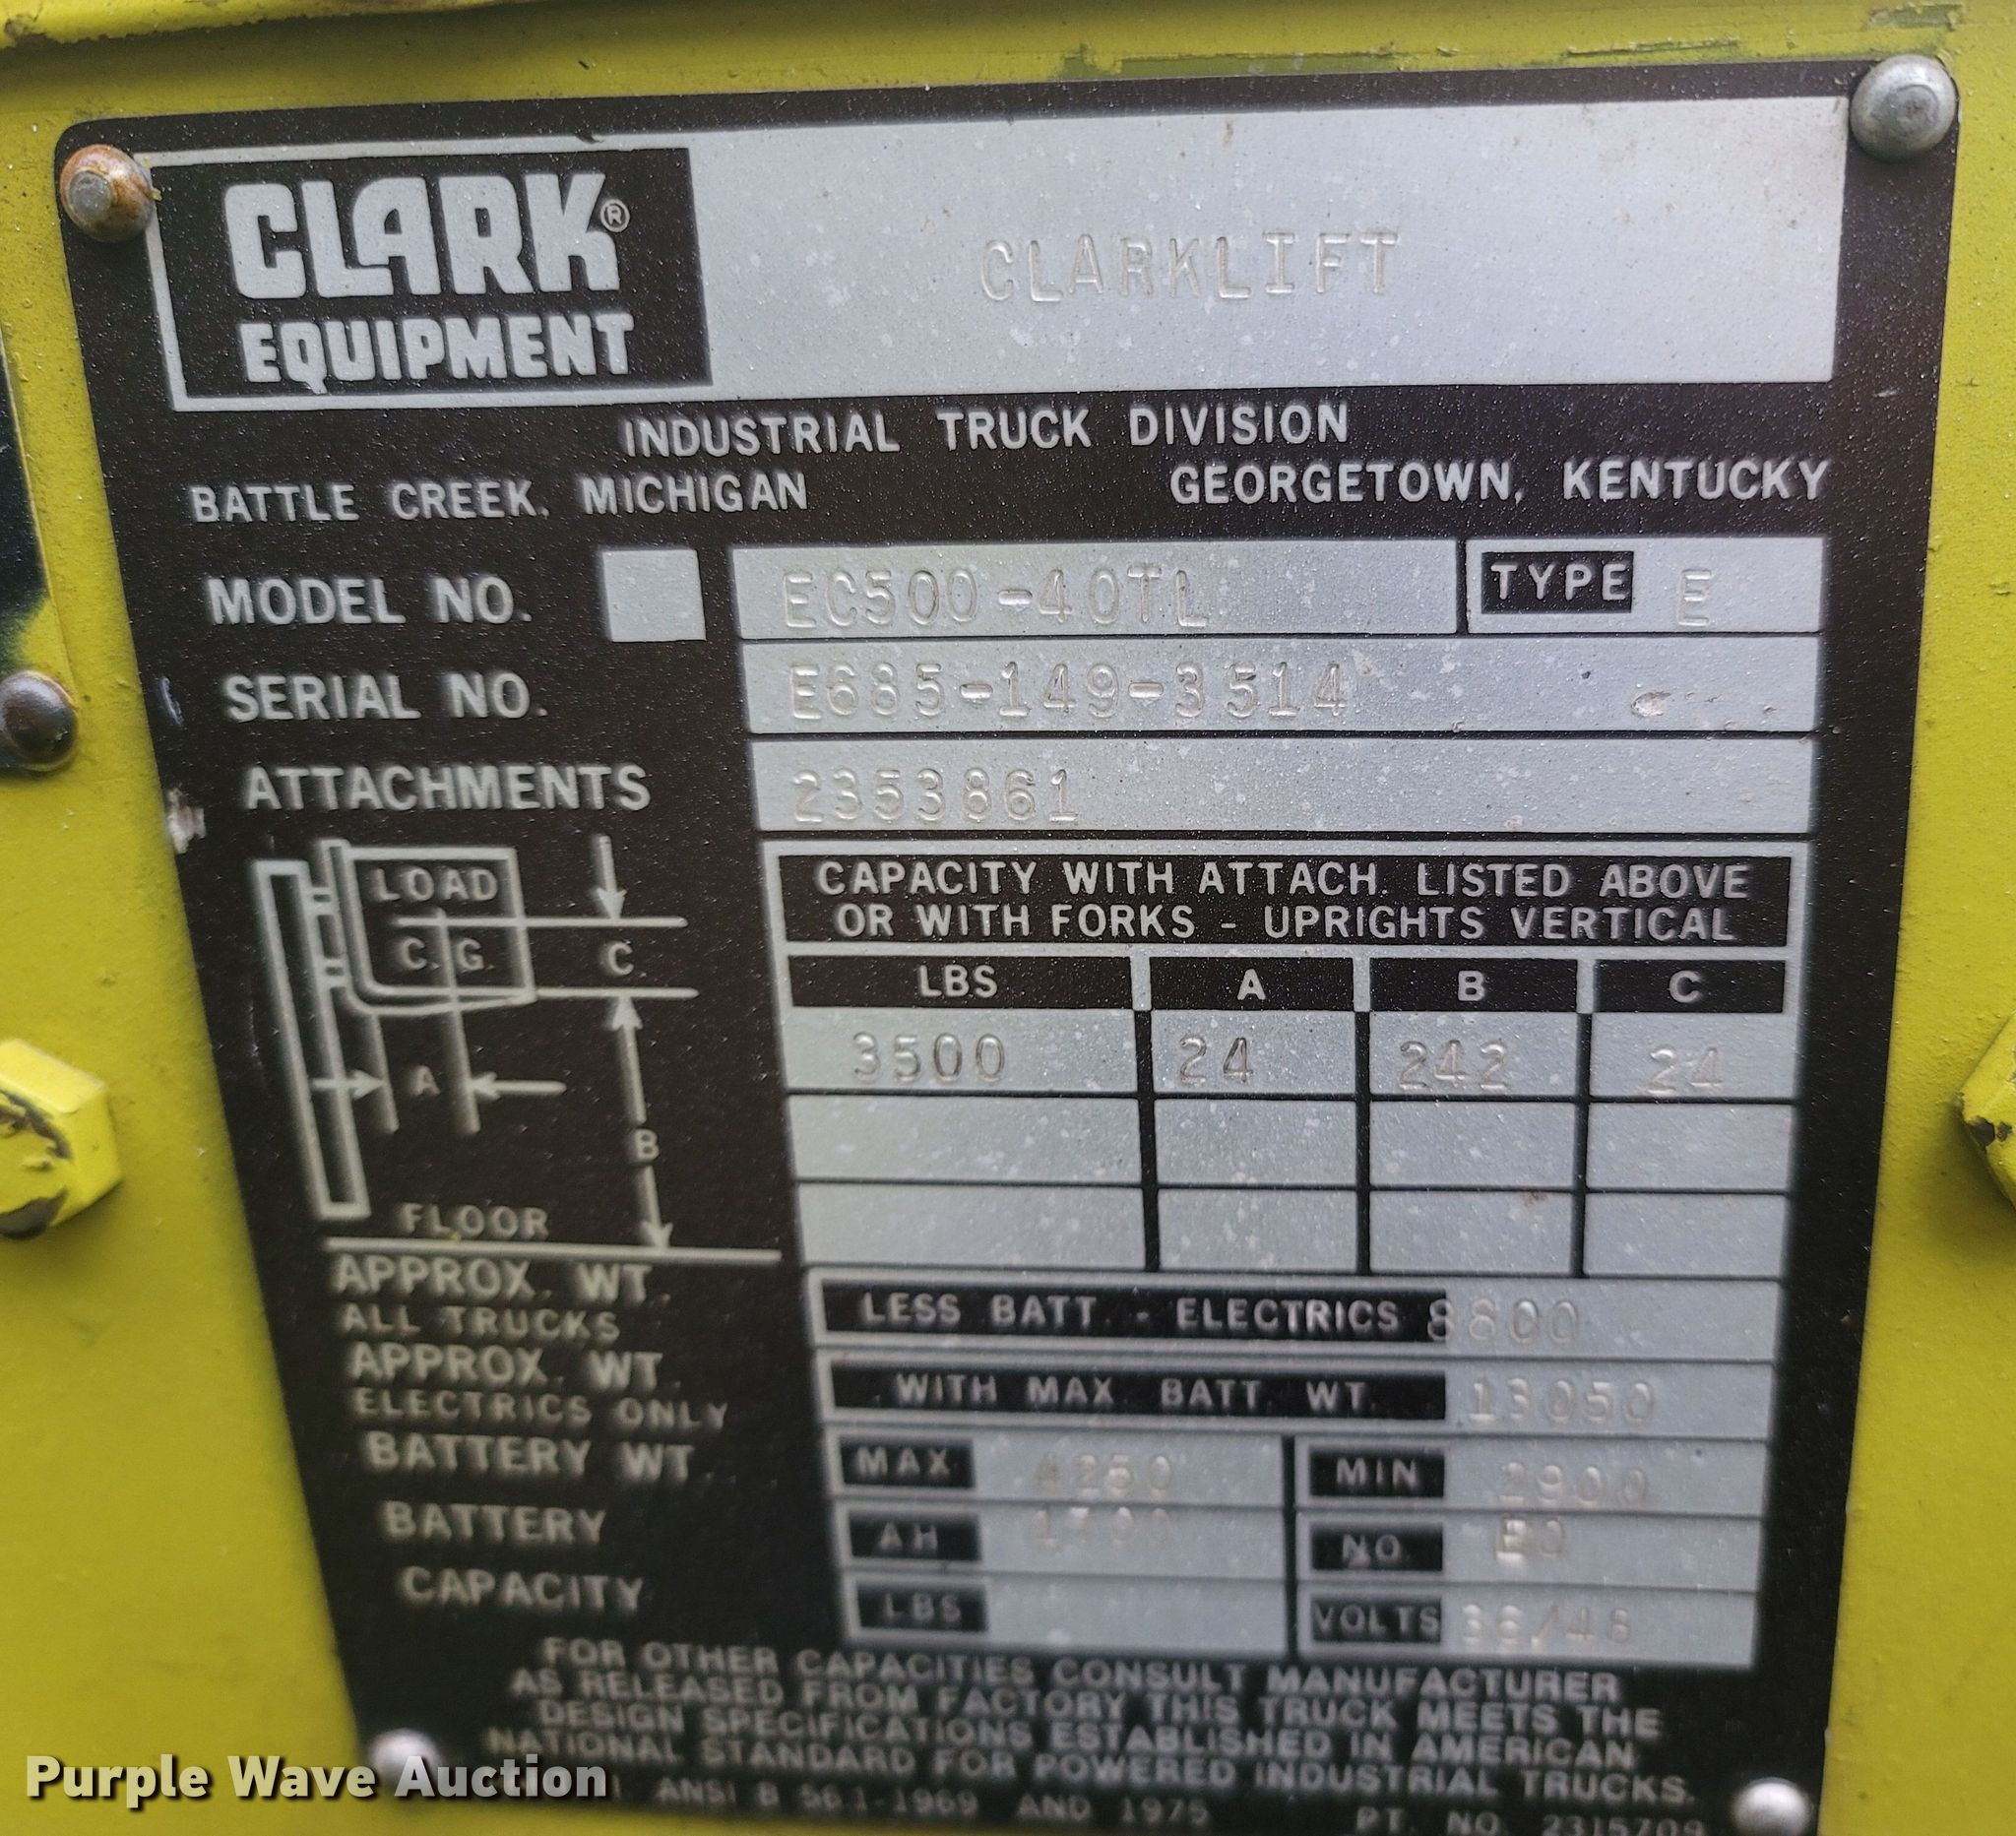 CLARK®
EQUIPMENT
CLARKLIFT
INDUSTRIAL TRUCK DIVISION
BATTLE CREEK, MICHIGAN GEORGETOWN, KENTUCKY
MODEL NO. EC500-40TL TYPE E
SERIAL NO. E685-149-3514
ATTACHMENTS 2353861
LOAD
C.G.
C
A
B
FLOOR
CAPACITY WITH ATTACH. LISTED ABOVE
OR WITH FORKS - UPRIGHTS VERTICAL
LBS A B C
3500 24 242 24
APPROX. WT.
ALL TRUCKS
LESS BATT. - ELECTRICS 8800
APPROX. WT.
ELECTRICS ONLY
WITH MAX. BATT. WT. 13050
BATTERY WT. MAX 4250 MIN 2900
BATTERY AH NO.
CAPACITY LBS VOLTS 36/48
FOR OTHER CAPACITIES CONSULT MANUFACTURER
AS RELEASED FROM FACTORY THIS TRUCK MEETS THE
DESIGN SPECIFICATIONS ESTABLISHED IN AMERICAN
NATIONAL STANDARD FOR POWERED INDUSTRIAL TRUCKS.
ANSI B 56.1-1969 AND 1975 PT. NO. 2315709
Purple Wave Auction